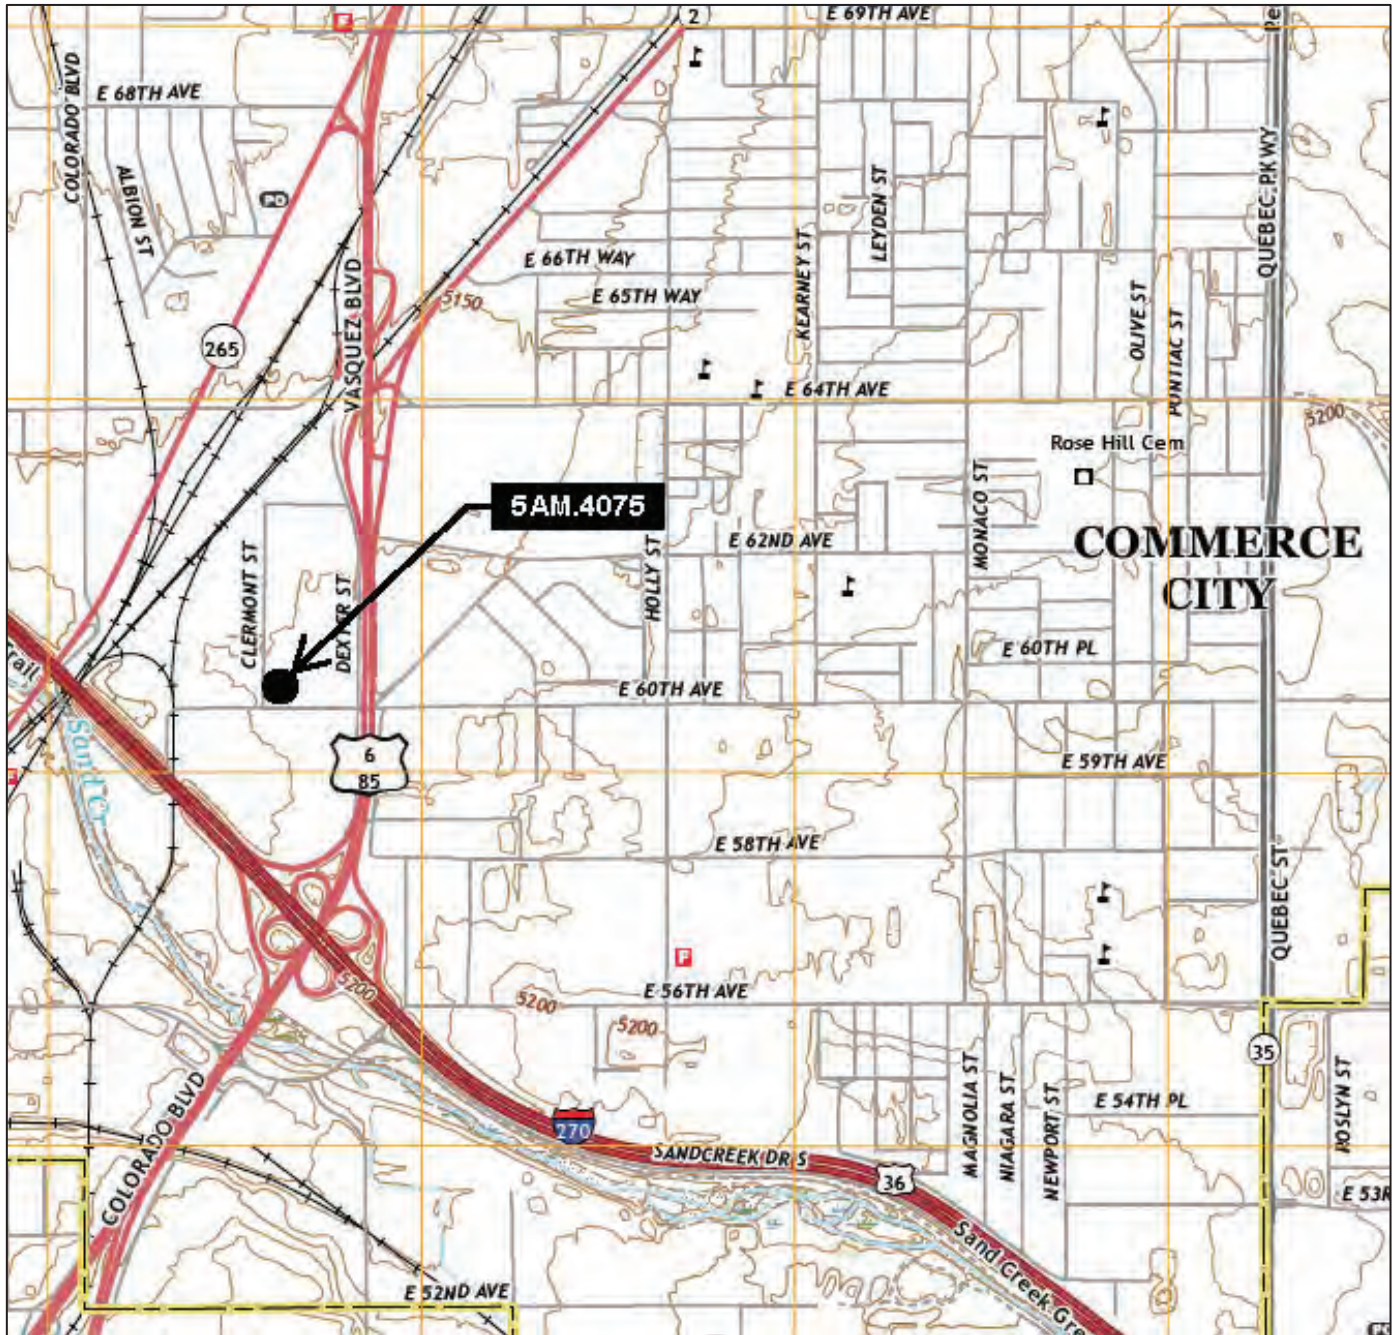 E 69TH AVE
2
E 68TH AVE
COLORADO BLVD
ALBION ST
PO
QUEBEC PKWY
LEYDEN ST
KEARNEY ST
E 66TH WAY
E 65TH WAY
5150
VASQUEZ BLVD
265
OLIVE ST
PONTIAC ST
E 64TH AVE
5200
Rose Hill Cem
MONACO ST
5AM.4075
COMMERCE
CITY
E 62ND AVE
HOLLY ST
CLERMONT ST
DEXTER ST
E 60TH PL
E 60TH AVE
Trail
Sand Cr
6
85
E 59TH AVE
E 58TH AVE
QUEBEC ST
F
5200
E 56TH AVE
5200
5200
35
ROSLYN ST
MAGNOLIA ST
NIAGARA ST
NEWPORT ST
E 54TH PL
COLORADO BLVD
270
SANDCREEK DR S
36
E 53R
Sand Creek Gre
E 52ND AVE